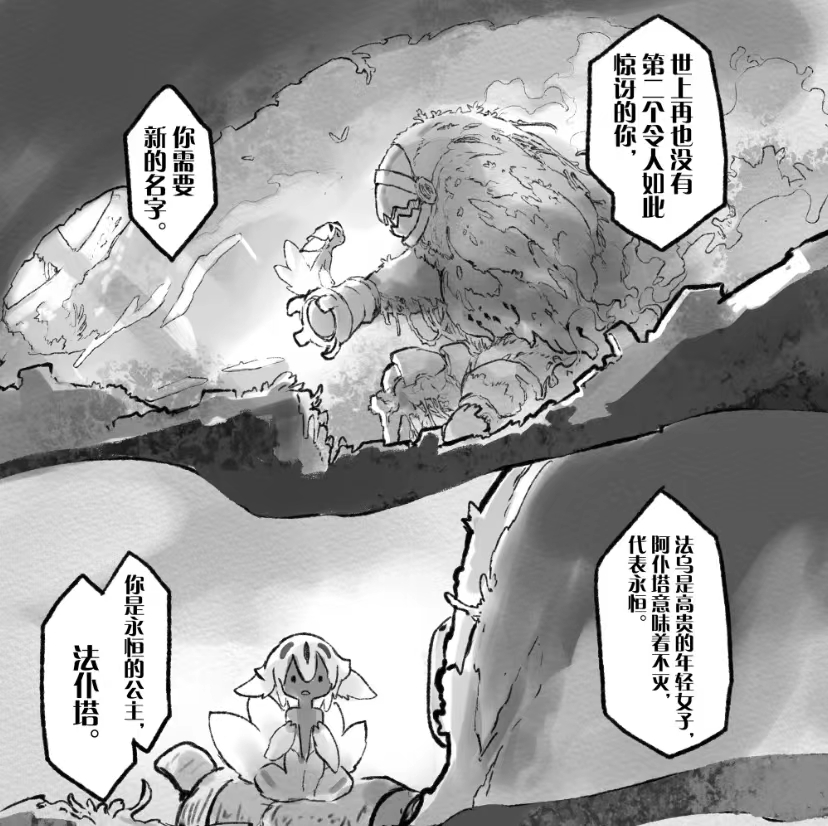 世上再也没有
第二个令人如此
惊讶的你，
你需要
新的名字。
法乌是高贵的年轻女子，
阿仆塔意味着不灭，
代表永恒。
你是永恒的公主，
法仆塔。